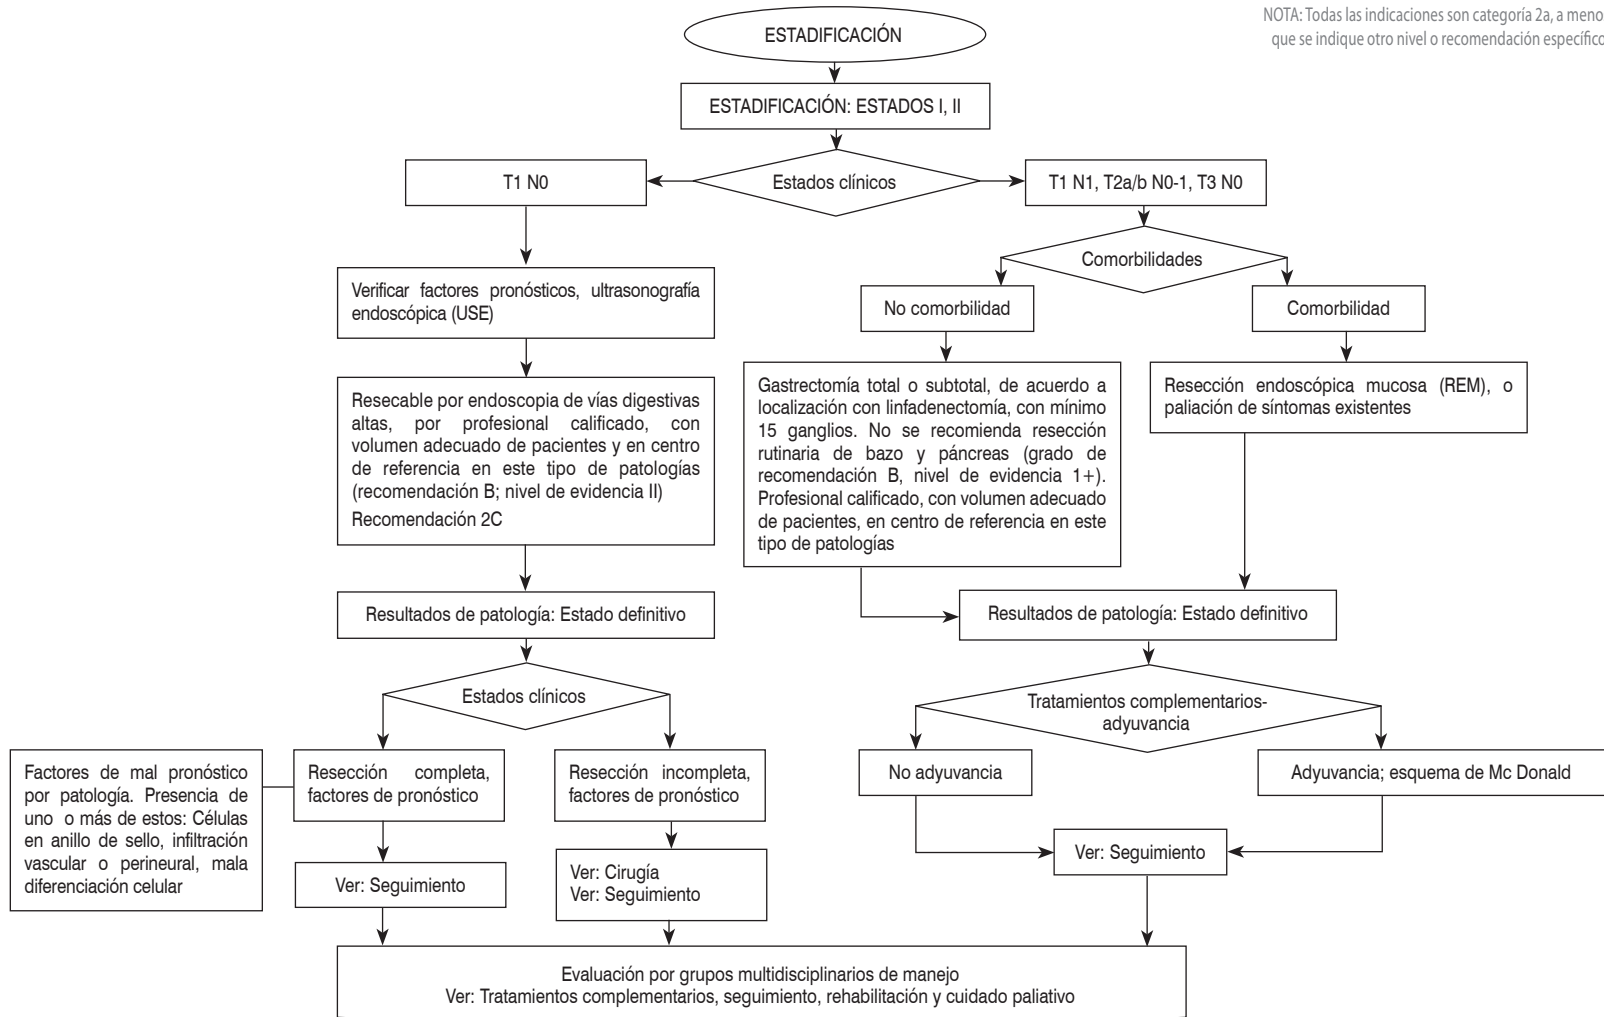 NOTA: Todas las indicaciones son categoría 2a, a menos
que se indique otro nivel o recomendación específico
ESTADIFICACIÓN
ESTADIFICACIÓN: ESTADOS I, II
Estados clínicos
T1 N0
T1 N1, T2a/b N0-1, T3 N0
Comorbilidades
Verificar factores pronósticos, ultrasonografía
endoscópica (USE)
No comorbilidad
Comorbilidad
Resecable por endoscopia de vías digestivas
altas, por profesional calificado, con
volumen adecuado de pacientes y en centro
de referencia en este tipo de patologías
(recomendación B; nivel de evidencia II)
Recomendación 2C
Gastrectomía total o subtotal, de acuerdo a
localización con linfadenectomía, con mínimo
15 ganglios. No se recomienda resección
rutinaria de bazo y páncreas (grado de
recomendación B, nivel de evidencia 1+).
Profesional calificado, con volumen adecuado
de pacientes, en centro de referencia en este
tipo de patologías
Resección endoscópica mucosa (REM), o
paliación de síntomas existentes
Resultados de patología: Estado definitivo
Resultados de patología: Estado definitivo
Estados clínicos
Tratamientos complementarios-
adyuvancia
Factores de mal pronóstico
por patología. Presencia de
uno o más de estos: Células
en anillo de sello, infiltración
vascular o perineural, mala
diferenciación celular
Resección completa,
factores de pronóstico
Resección incompleta,
factores de pronóstico
No adyuvancia
Adyuvancia; esquema de Mc Donald
Ver: Seguimiento
Ver: Cirugía
Ver: Seguimiento
Ver: Seguimiento
Evaluación por grupos multidisciplinarios de manejo
Ver: Tratamientos complementarios, seguimiento, rehabilitación y cuidado paliativo